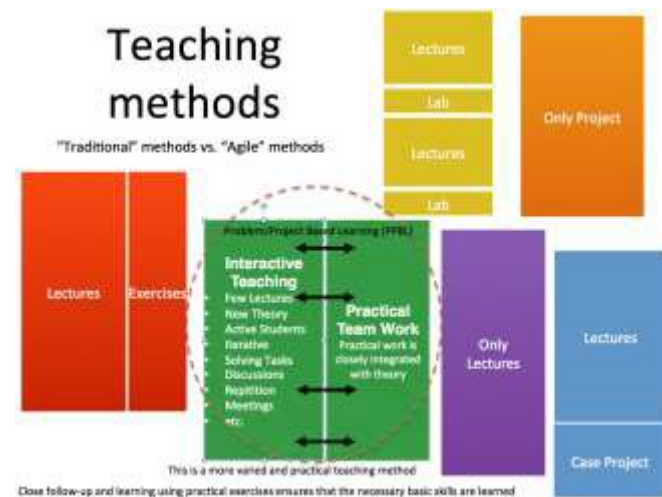 Teaching
methods
"Traditional" methods vs. "Agile" methods
Lectures
Lab
Lectures
Lab
Only Project
Lectures
Exercises
Problem/Project Based Learning (PPBL)
Interactive
Teaching
Few Lectures
New Theory
Active Students
Iterative
Solving Tasks
Discussions
Repitition
Meetings
etc.
Practical
Team Work
Practical work is
closely integrated
with theory
Only
Lectures
Lectures
Case Project
This is a more varied and practical teaching method
Close follow-up and learning using practical exercises ensures that the necessary basic skills are learned